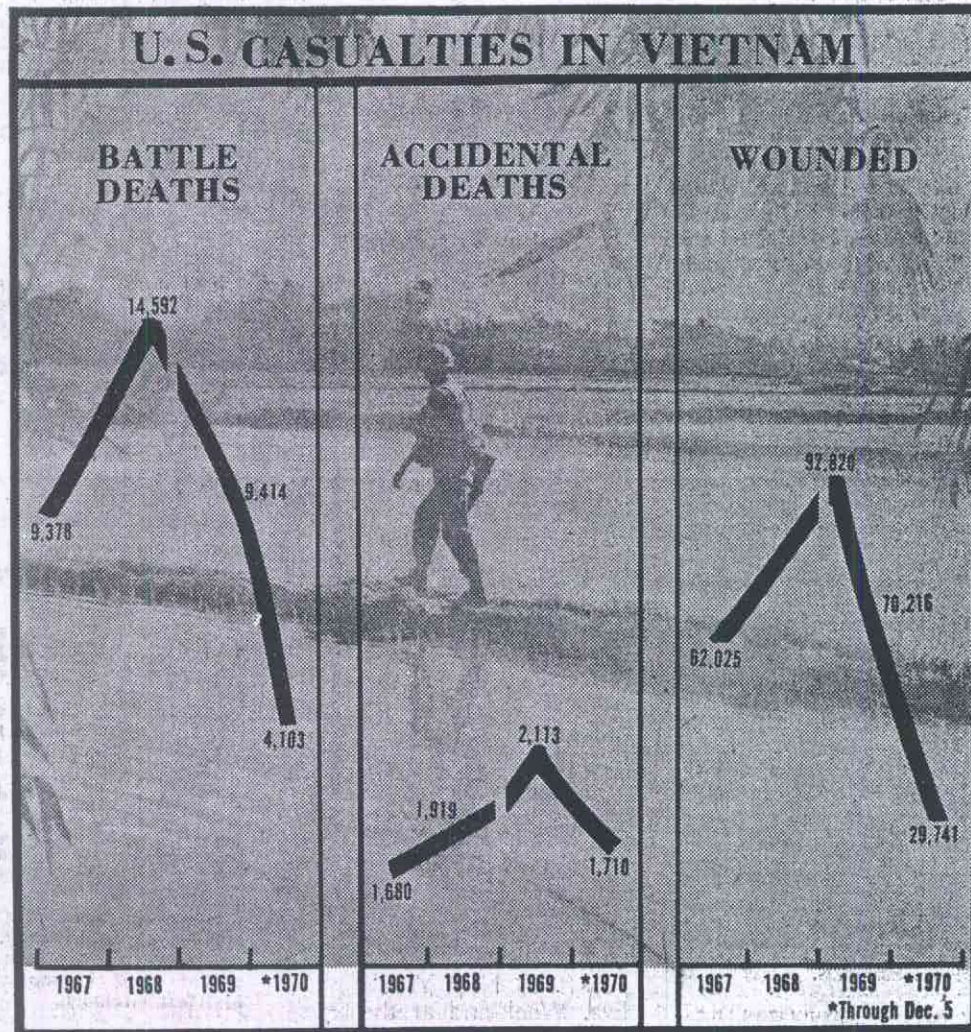 U.S. CASUALTIES IN VIETNAM
BATTLE
DEATHS
14,592
9,378
9,414
4,103
1967 1968 1969 *1970
ACCIDENTAL
DEATHS
2,113
1,919
1,680
1,710
1967 1968 1969 *1970
WOUNDED
92,820
62,025
70,216
29,741
1967 1968 1969 *1970
*Through Dec. 5